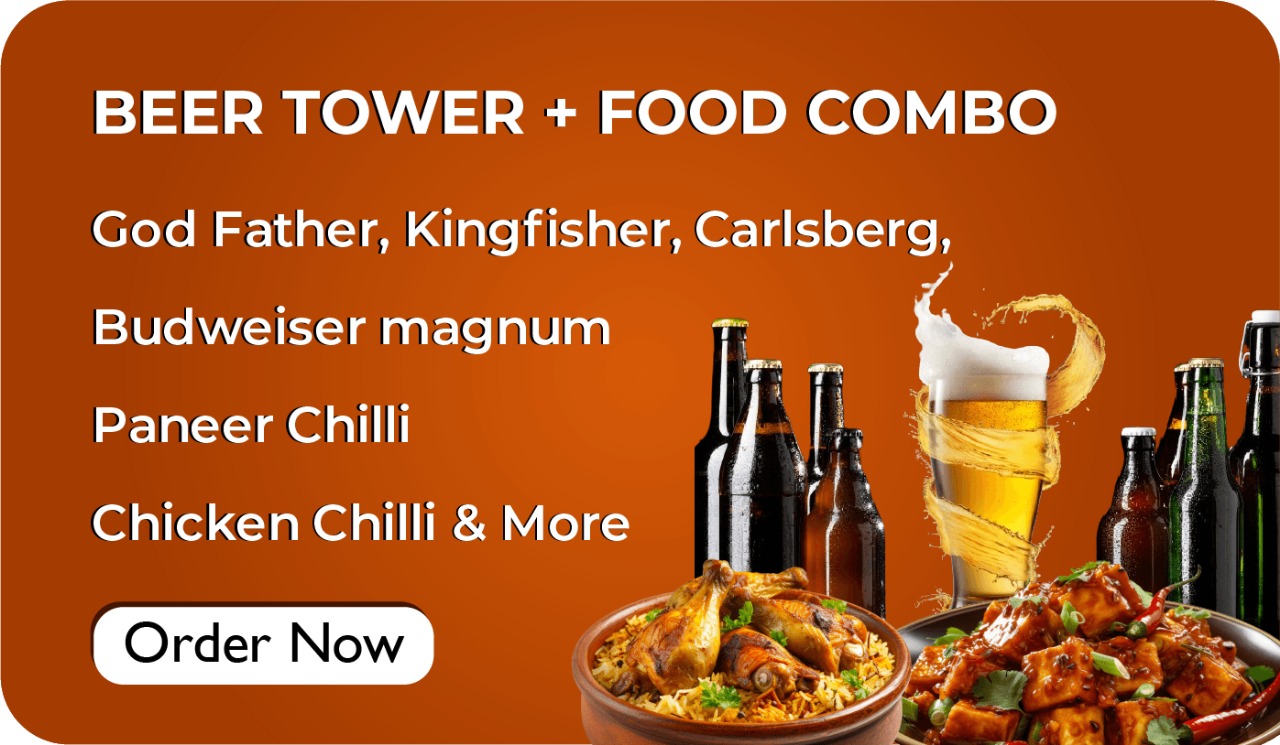 BEER TOWER + FOOD COMBO
God Father, Kingfisher, Carlsberg,
Budweiser magnum
Paneer Chilli
Chicken Chilli & More
Order Now